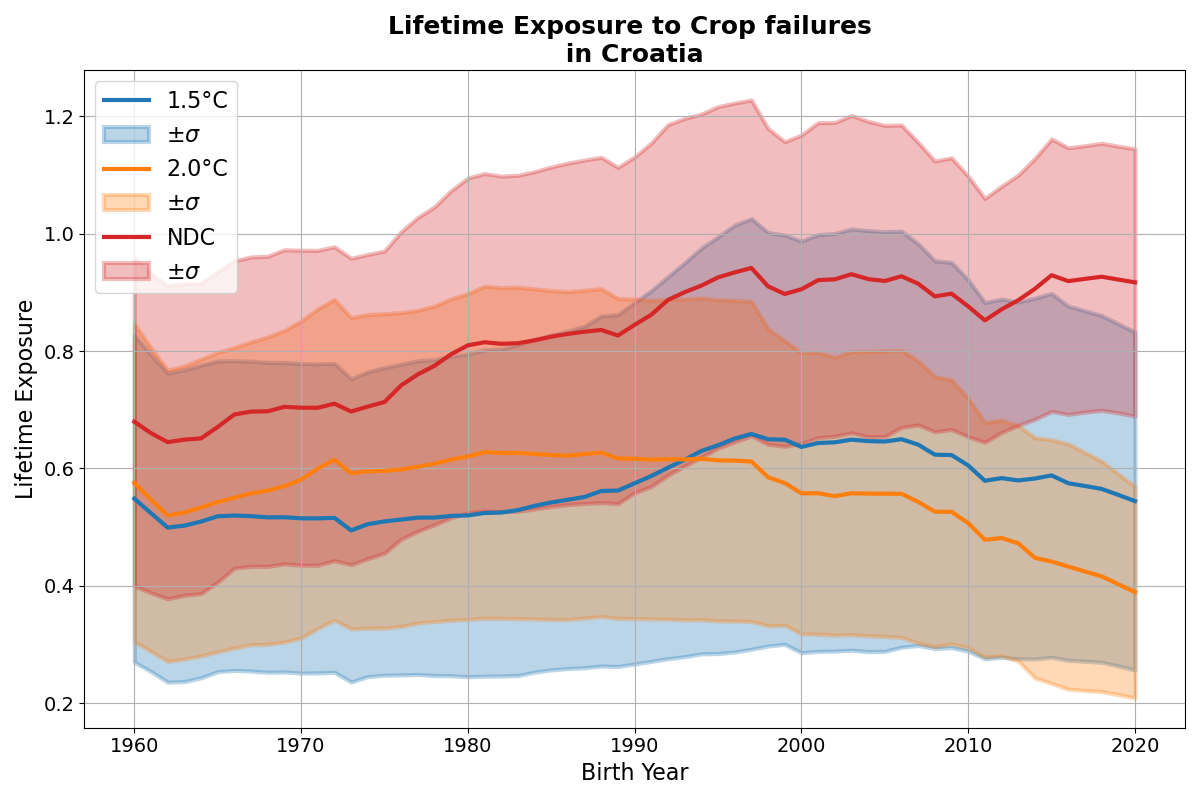 Lifetime Exposure to Crop failures
in Croatia
1.5°C
±σ
2.0°C
±σ
NDC
±σ
Lifetime Exposure
1.2
1.0
0.8
0.6
0.4
0.2
1960 1970 1980 1990 2000 2010 2020
Birth Year